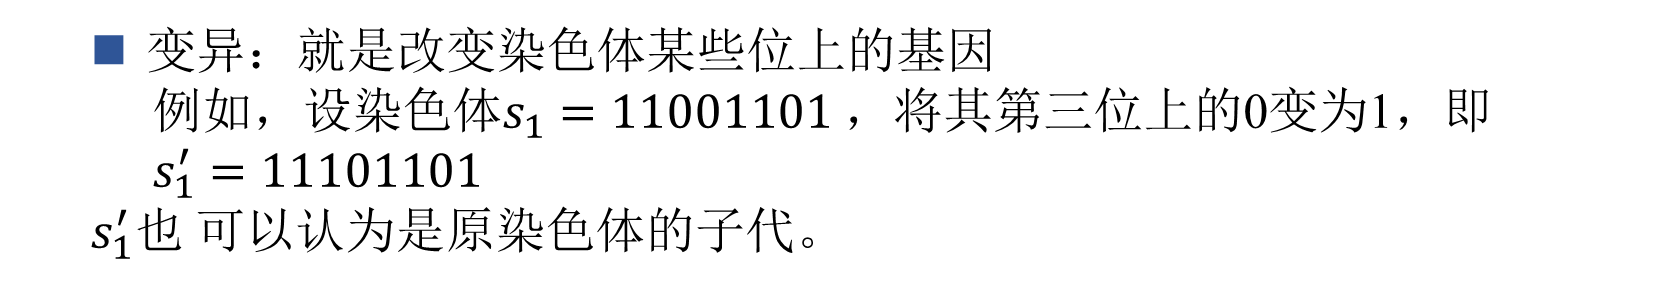 ■ 变异：就是改变染色体某些位上的基因
例如，设染色体s₁ = 11001101 ，将其第三位上的0变为1，即
s₁′ = 11101101
s₁′也 可以认为是原染色体的子代。